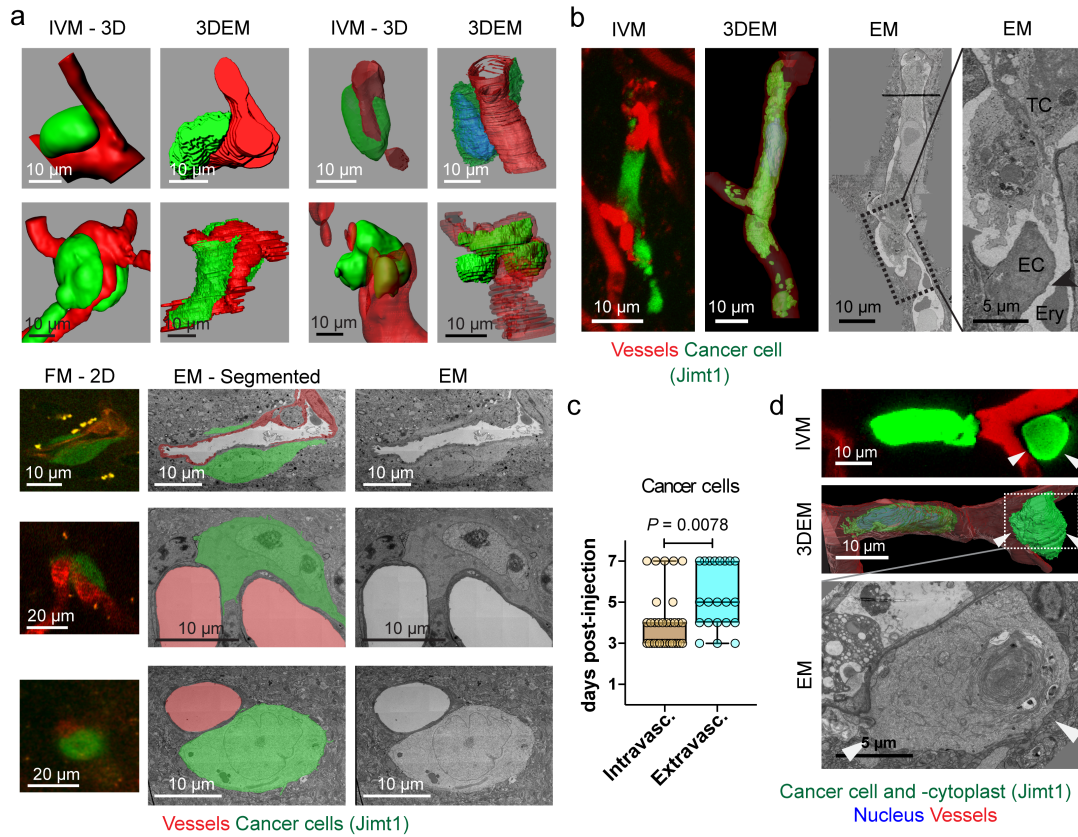 a
IVM - 3D
3DEM
IVM - 3D
3DEM
10 µm
10 µm
10 µm
10 µm
10 µm
10 µm
10 µm
10 µm
FM - 2D
EM - Segmented
EM
10 µm
10 µm
10 µm
20 µm
10 µm
10 µm
20 µm
10 µm
10 µm
Vessels Cancer cells (Jimt1)
b
IVM
3DEM
EM
EM
TC
EC
Ery
10 µm
10 µm
10 µm
5 µm
Vessels Cancer cell
(Jimt1)
c
Cancer cells
P = 0.0078
days post-injection
7
5
3
1
Intravasc.
Extravasc.
d
IVM
10 µm
3DEM
10 µm
EM
5 µm
Cancer cell and -cytoplast (Jimt1)
Nucleus Vessels